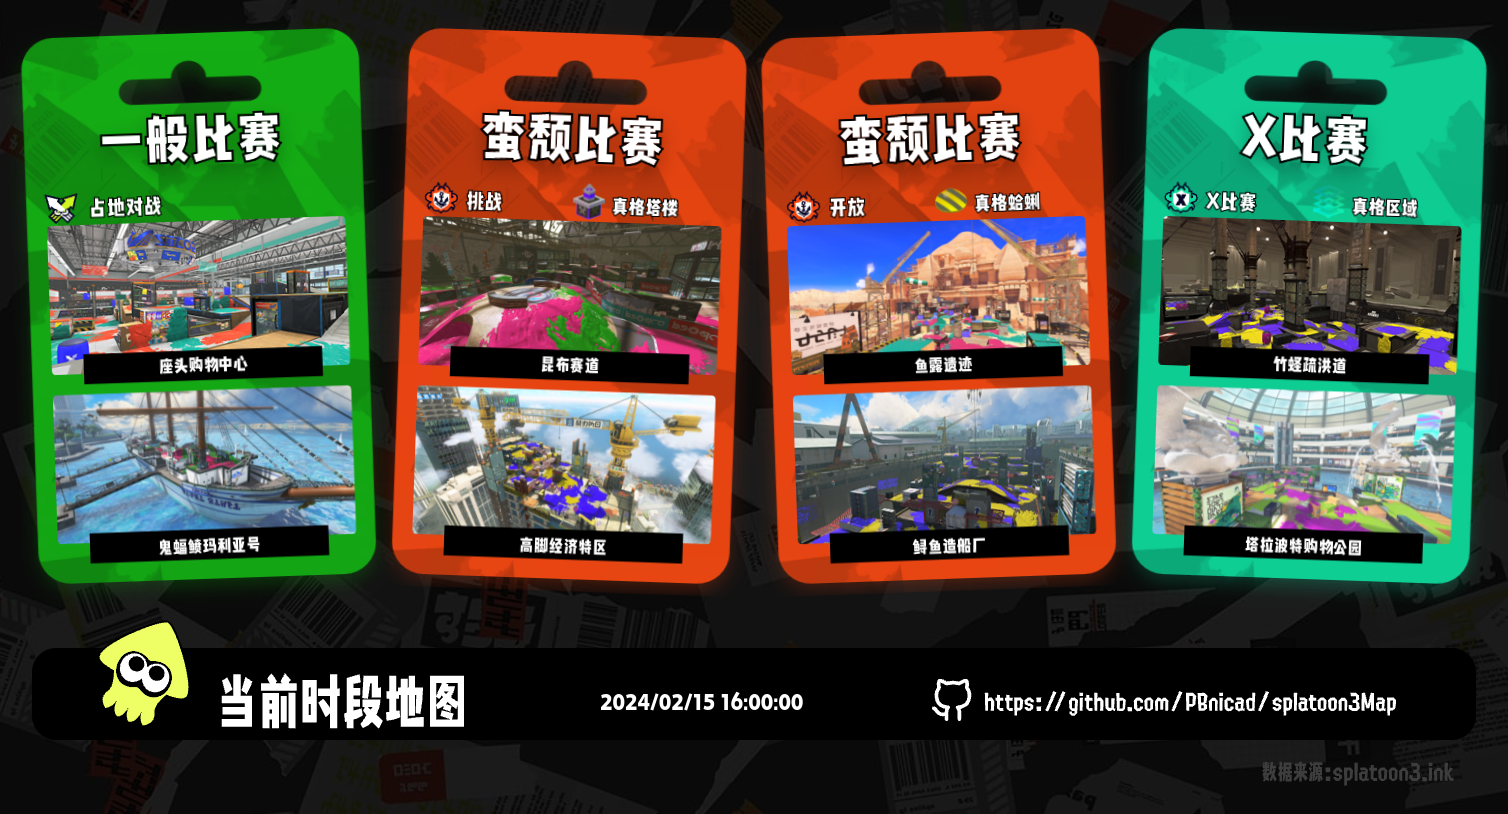 一般比赛
占地对战
座头购物中心
鬼蝠鲼玛利亚号
蛮颓比赛
挑战
真格塔楼
昆布赛道
高脚经济特区
蛮颓比赛
开放
真格蛤蜊
鱼露遗迹
鲟鱼造船厂
X比赛
X比赛
真格区域
竹蛏疏洪道
塔拉波特购物公园
当前时段地图
2024/02/15 16:00:00
https://github.com/PBnicad/splatoon3Map
数据来源:splatoon3.ink